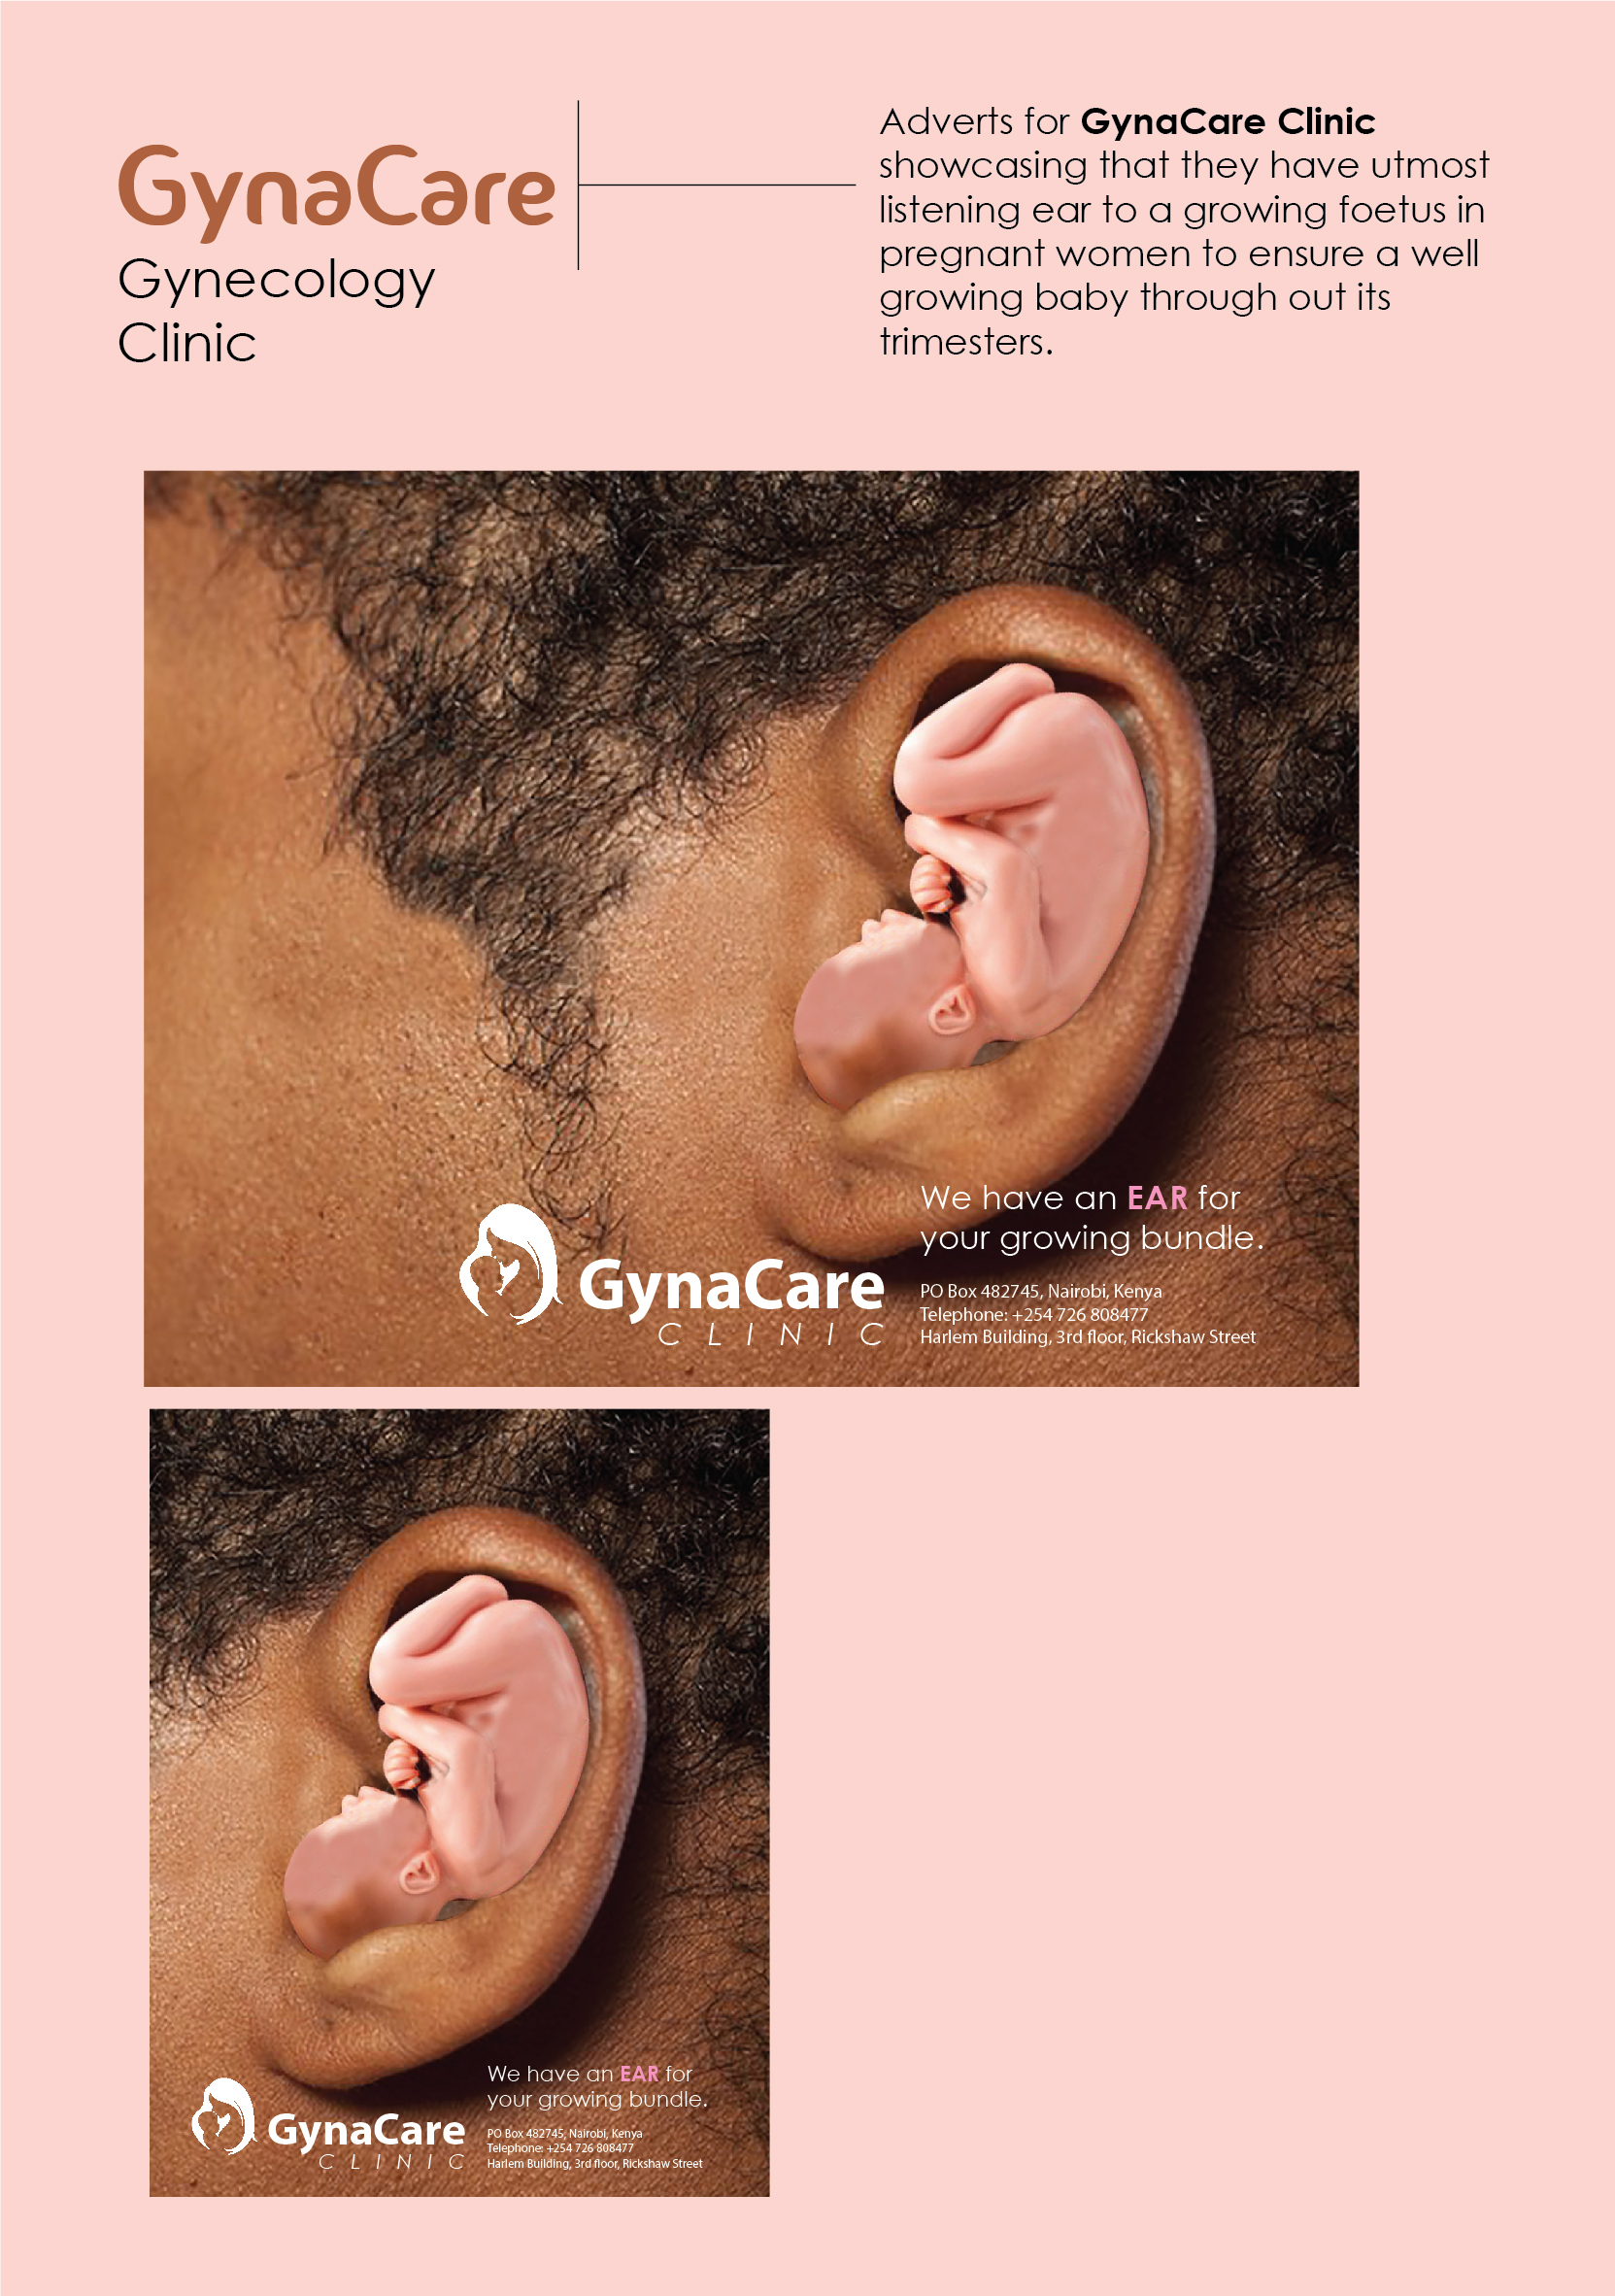 GynaCare
Gynecology
Clinic
Adverts for GynaCare Clinic
showcasing that they have utmost
listening ear to a growing foetus in
pregnant women to ensure a well
growing baby through out its
trimesters.
We have an EAR for
your growing bundle.
GynaCare
CLINIC
PO Box 482745, Nairobi, Kenya
Telephone: +254 726 808477
Harlem Building, 3rd floor, Rickshaw Street
We have an EAR for
your growing bundle.
GynaCare
CLINIC
PO Box 482745, Nairobi, Kenya
Telephone: +254 726 808477
Harlem Building, 3rd floor, Rickshaw Street